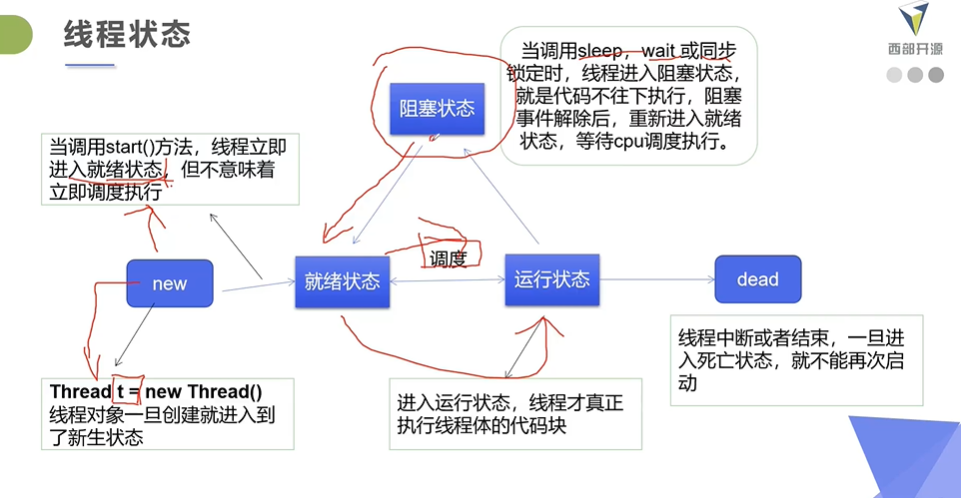 线程状态
西部开源
当调用sleep，wait 或同步
锁定时，线程进入阻塞状态，
就是代码不往下执行，阻塞
事件解除后，重新进入就绪
状态，等待cpu调度执行。
阻塞状态
当调用start()方法，线程立即
进入就绪状态，但不意味着
立即调度执行
new
就绪状态
调度
运行状态
dead
Thread t = new Thread()
线程对象一旦创建就进入到
了新生状态
进入运行状态，线程才真正
执行线程体的代码块
线程中断或者结束，一旦进
入死亡状态，就不能再次启
动